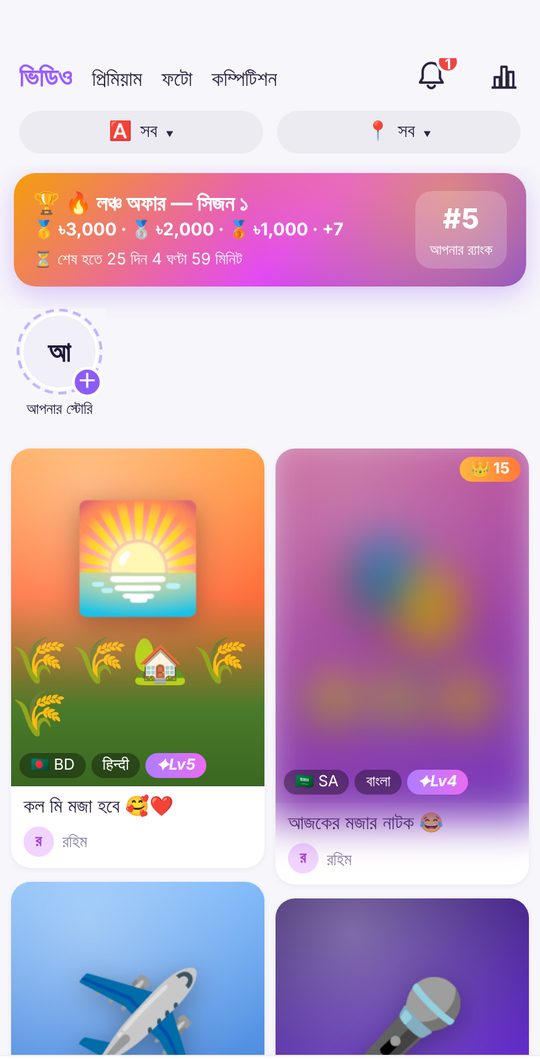 ভিডিও প্রিমিয়াম ফটো কম্পিটিশন 1
🅰️ সব ▾ 📍 সব ▾
🏆 🔥 লঞ্চ অফার — সিজন ১
🥇 ৳3,000 · 🥈 ৳2,000 · 🥉 ৳1,000 · +7
⏳ শেষ হতে 25 দিন 4 ঘণ্টা 59 মিনিট
#5
আপনার র‍্যাংক
আ
আপনার স্টোরি
👑 15
🇧🇩 BD हिन्दी ✦Lv5
কল মি মজা হবে 🥰❤️
র রহিম
🇸🇦 SA বাংলা ✦Lv4
আজকের মজার নাটক 😂
র রহিম